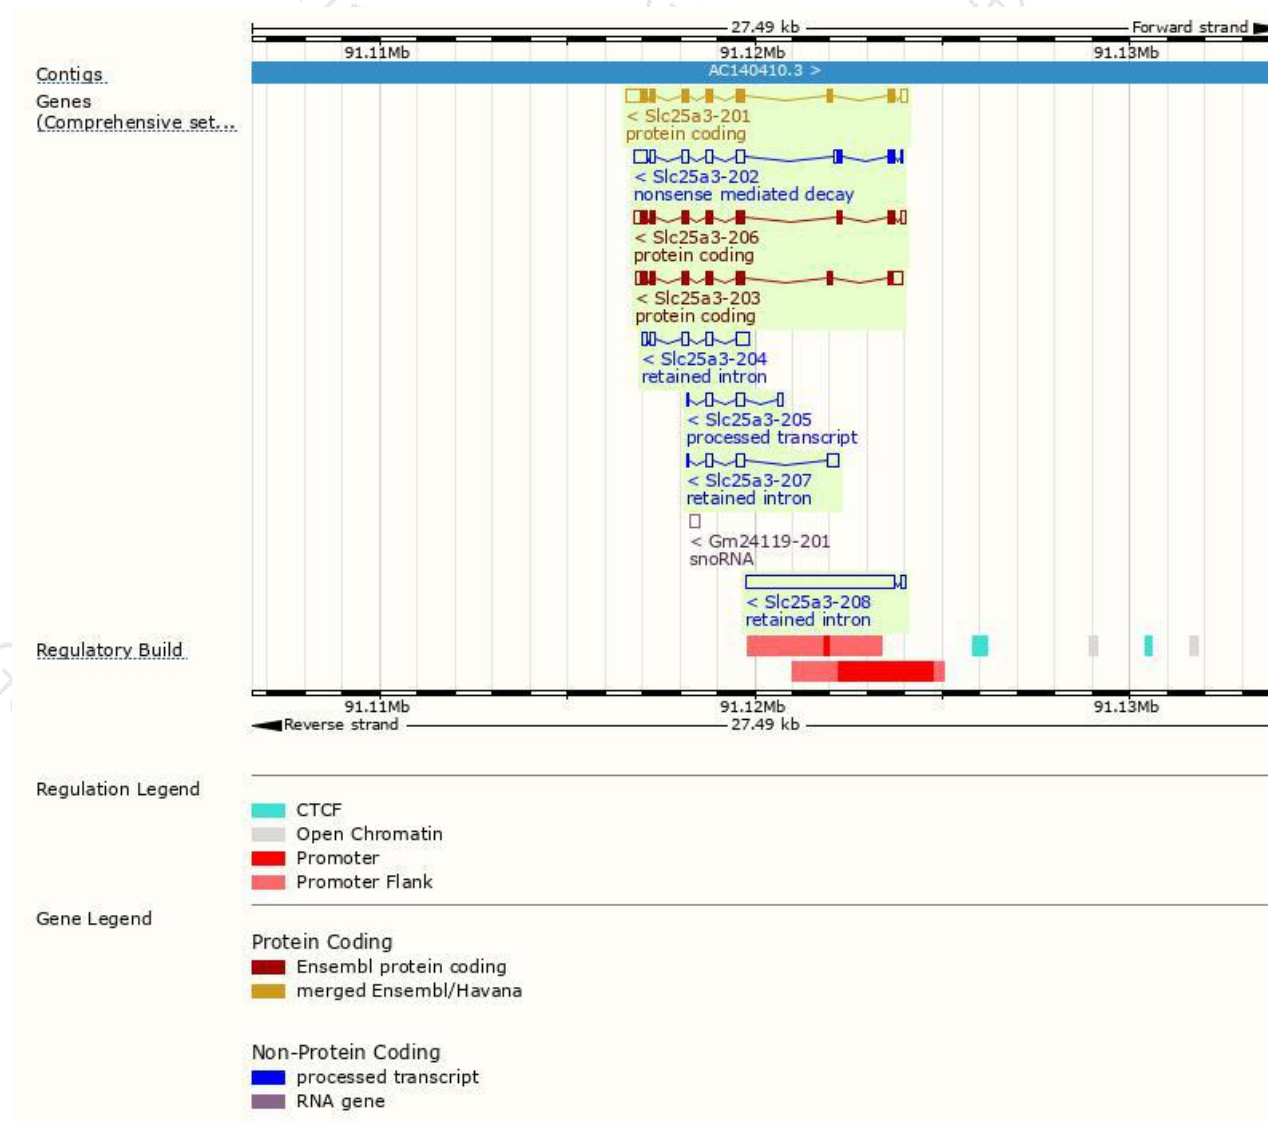 27.49 kb Forward strand
91.11Mb 91.12Mb 91.13Mb
Contigs AC140410.3 >
Genes
(Comprehensive set...
< Slc25a3-201
protein coding
< Slc25a3-202
nonsense mediated decay
< Slc25a3-206
protein coding
< Slc25a3-203
protein coding
< Slc25a3-204
retained intron
< Slc25a3-205
processed transcript
< Slc25a3-207
retained intron
< Gm24119-201
snoRNA
< Slc25a3-208
retained intron
Regulatory Build
91.11Mb 91.12Mb 91.13Mb
Reverse strand 27.49 kb
Regulation Legend
CTCF
Open Chromatin
Promoter
Promoter Flank
Gene Legend
Protein Coding
Ensembl protein coding
merged Ensembl/Havana
Non-Protein Coding
processed transcript
RNA gene